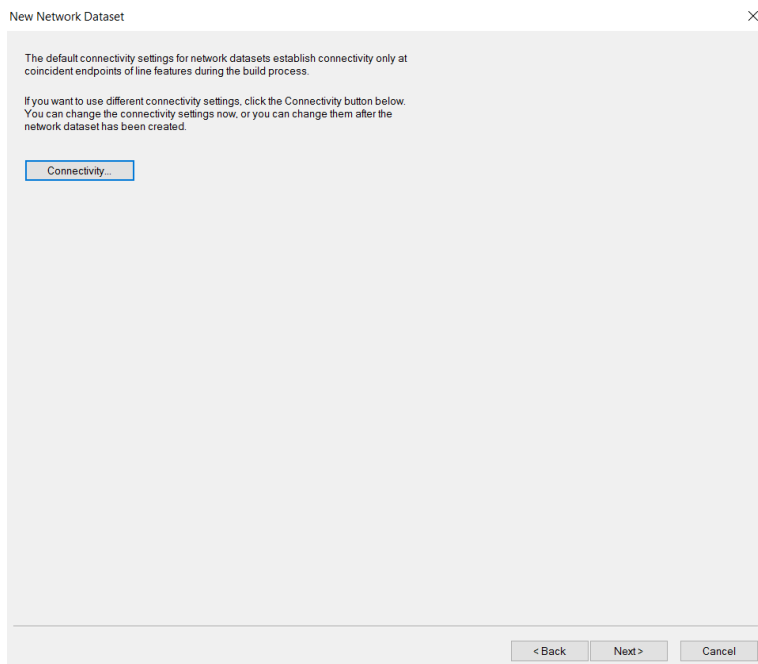 New Network Dataset
The default connectivity settings for network datasets establish connectivity only at
coincident endpoints of line features during the build process.
If you want to use different connectivity settings, click the Connectivity button below.
You can change the connectivity settings now, or you can change them after the
network dataset has been created.
Connectivity...
< Back
Next >
Cancel